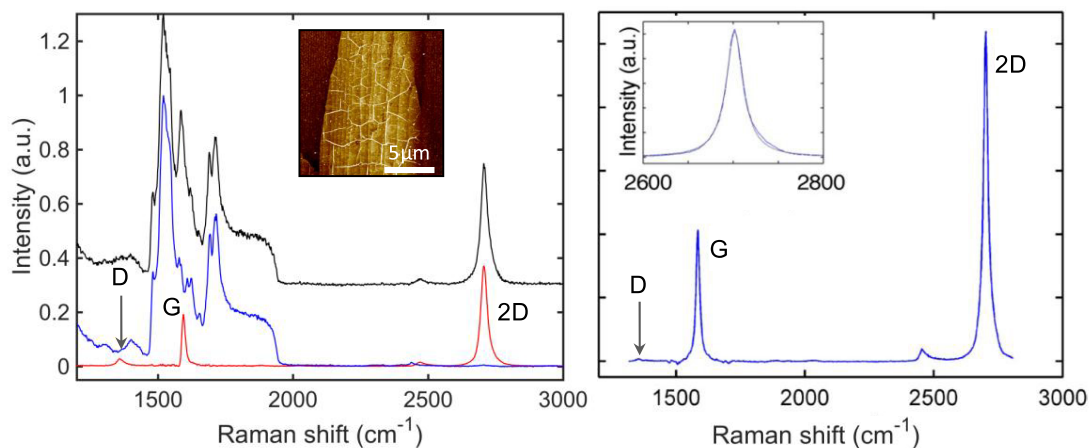 1.2
1
0.8
0.6
0.4
0.2
0
Intensity (a.u.)
D
G
2D
5μm
1500
2000
2500
3000
Raman shift (cm⁻¹)
Intensity (a.u.)
D
G
2D
1500
2000
2500
3000
Raman shift (cm⁻¹)
Intensity (a.u.)
2600
2800